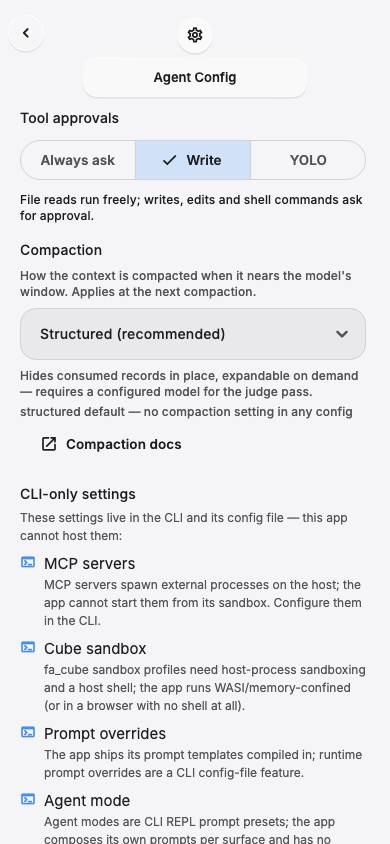 Agent Config
Tool approvals
Always ask
Write
YOLO
File reads run freely; writes, edits and shell commands ask
for approval.
Compaction
How the context is compacted when it nears the model's
window. Applies at the next compaction.
Structured (recommended)
Hides consumed records in place, expandable on demand
— requires a configured model for the judge pass.
structured default — no compaction setting in any config
Compaction docs
CLI-only settings
These settings live in the CLI and its config file — this app
cannot host them:
MCP servers
MCP servers spawn external processes on the host; the
app cannot start them from its sandbox. Configure them
in the CLI.
Cube sandbox
fa_cube sandbox profiles need host-process sandboxing
and a host shell; the app runs WASI/memory-confined
(or in a browser with no shell at all).
Prompt overrides
The app ships its prompt templates compiled in; runtime
prompt overrides are a CLI config-file feature.
Agent mode
Agent modes are CLI REPL prompt presets; the app
composes its own prompts per surface and has no